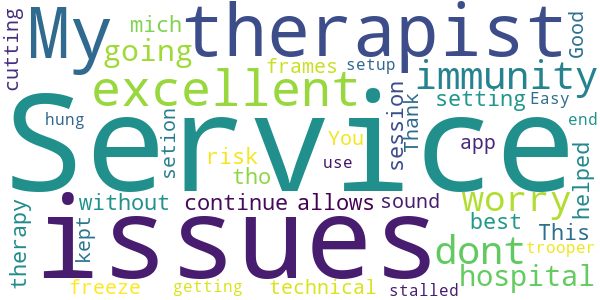 cutting
My
mich
therapist
Good
going
frames
setup
excellent
immunity
setting
Easy
hung
Service
session
Thank
setion
You
app
end
risk
use
tho
helped
therapy
kept
without
continue
allows
sound
worry
best
This
issues
dont
trooper
hospital
freeze
getting
technical
stalled